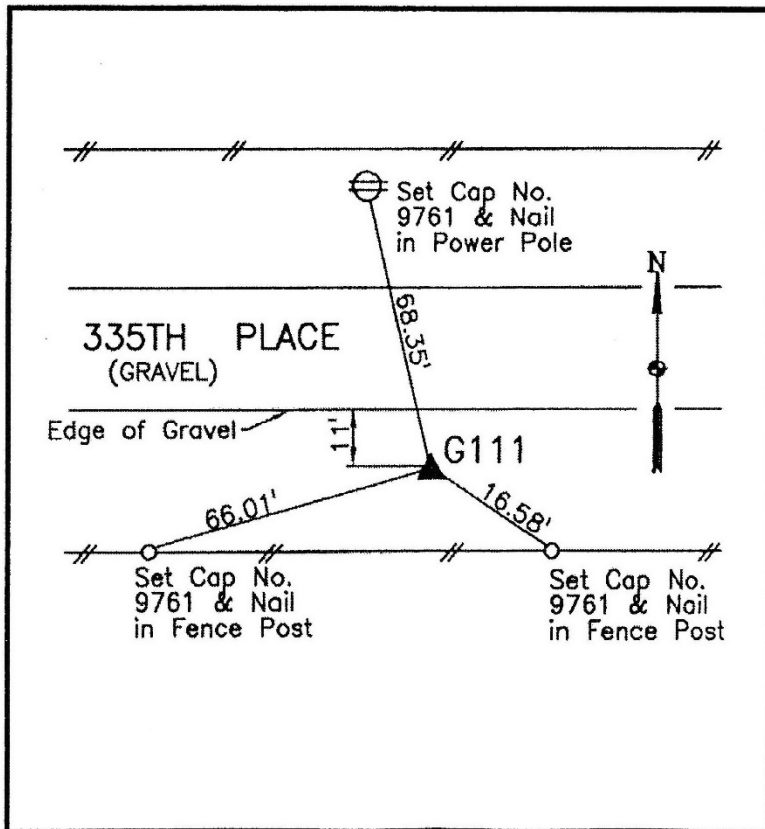 Set Cap No.
9761 & Nail
in Power Pole
N
68.35'
335TH PLACE
(GRAVEL)
Edge of Gravel
11'
G111
66.01'
16.58'
Set Cap No.
9761 & Nail
in Fence Post
Set Cap No.
9761 & Nail
in Fence Post